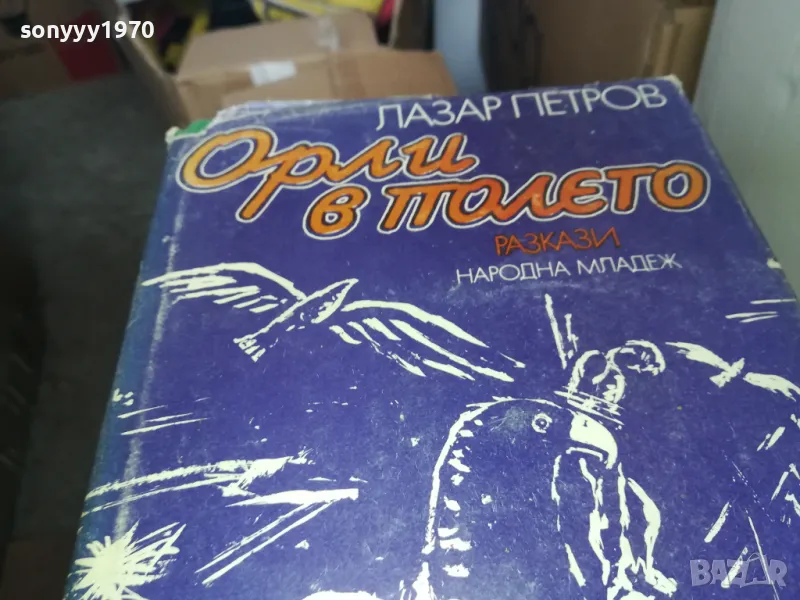 sonyyy1970
ЛАЗАР ПЕТРОВ
Орли
в полето
РАЗКАЗИ
НАРОДНА МЛАДЕЖ
BAZAR